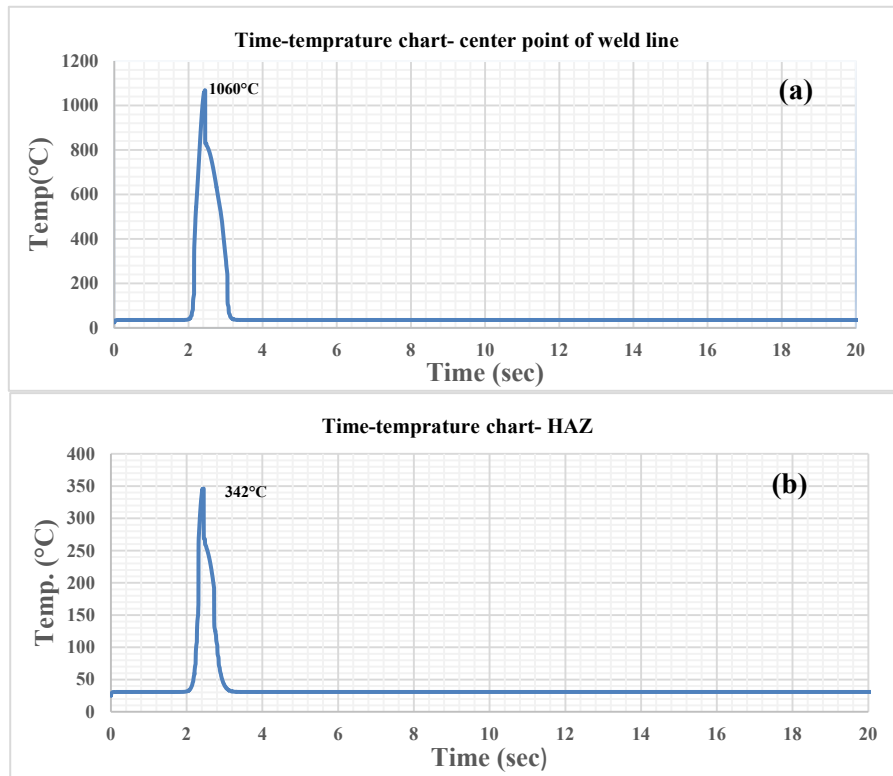 Time-temprature chart- center point of weld line
1200
1000
800
600
400
200
0
1060°C
(a)
Temp(°C)
0 2 4 6 8 10 12 14 16 18 20
Time (sec)
Time-temprature chart- HAZ
400
350
300
250
200
150
100
50
0
342°C
(b)
Temp. (°C)
0 2 4 6 8 10 12 14 16 18 20
Time (sec)